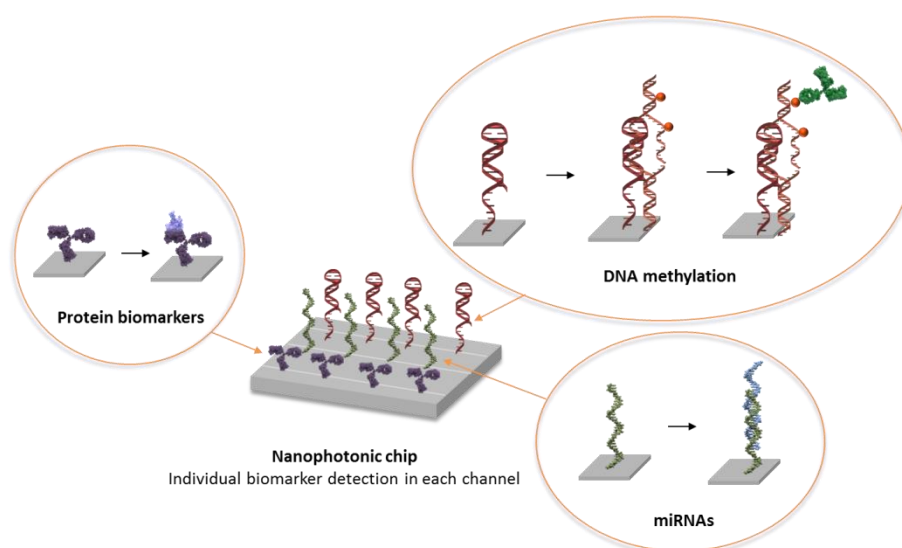 DNA methylation
Protein biomarkers
Nanophotonic chip
Individual biomarker detection in each channel
miRNAs